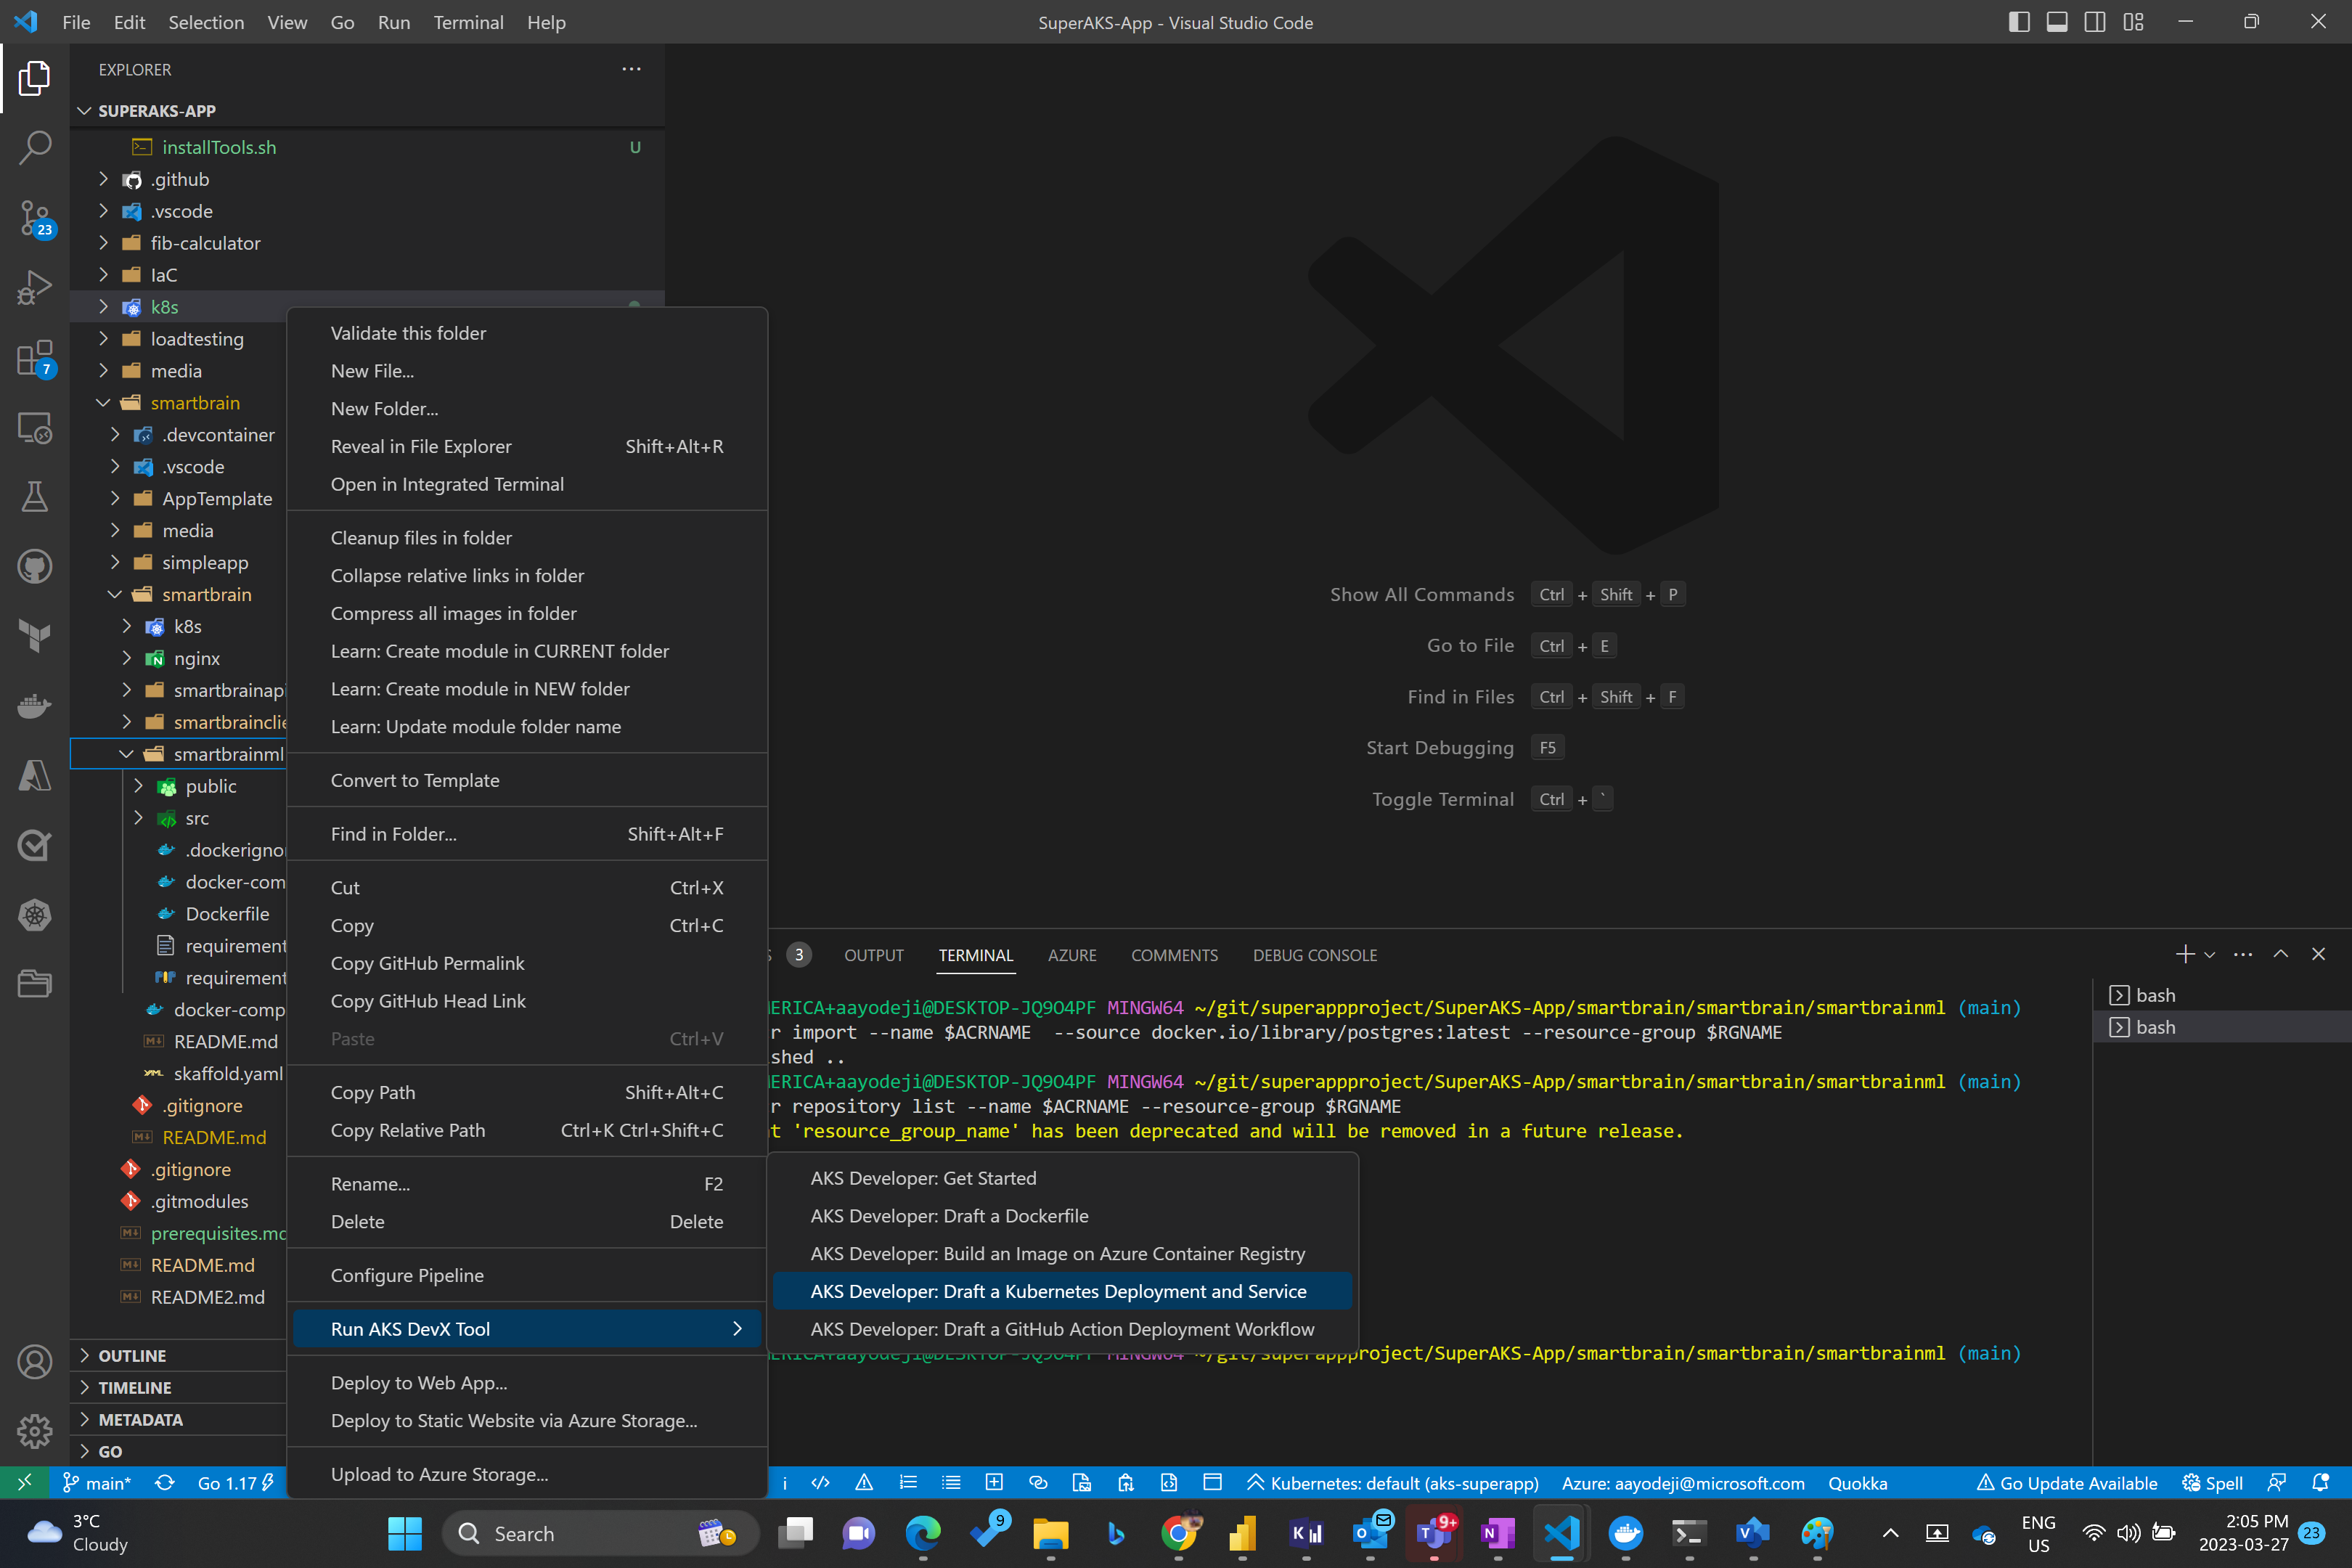 File Edit Selection View Go Run Terminal Help
SuperAKS-App - Visual Studio Code
EXPLORER
SUPERAKS-APP
installTools.sh U
.github
.vscode
fib-calculator
IaC
k8s
loadtesting
media
smartbrain
.devcontainer
.vscode
AppTemplate
media
simpleapp
smartbrain
k8s
nginx
smartbrainapi
smartbrainclie
smartbrainml
public
src
.dockerigno
docker-com
Dockerfile
requirement
requirement
docker-comp
README.md
skaffold.yaml
.gitignore
README.md
.gitignore
.gitmodules
prerequisites.md
README.md
README2.md
OUTLINE
TIMELINE
METADATA
GO
23
7
Validate this folder
New File...
New Folder...
Reveal in File Explorer Shift+Alt+R
Open in Integrated Terminal
Cleanup files in folder
Collapse relative links in folder
Compress all images in folder
Learn: Create module in CURRENT folder
Learn: Create module in NEW folder
Learn: Update module folder name
Convert to Template
Find in Folder... Shift+Alt+F
Cut Ctrl+X
Copy Ctrl+C
Copy GitHub Permalink
Copy GitHub Head Link
Paste Ctrl+V
Copy Path Shift+Alt+C
Copy Relative Path Ctrl+K Ctrl+Shift+C
Rename... F2
Delete Delete
Configure Pipeline
Run AKS DevX Tool
Deploy to Web App...
Deploy to Static Website via Azure Storage...
Upload to Azure Storage...
AKS Developer: Get Started
AKS Developer: Draft a Dockerfile
AKS Developer: Build an Image on Azure Container Registry
AKS Developer: Draft a Kubernetes Deployment and Service
AKS Developer: Draft a GitHub Action Deployment Workflow
Show All Commands Ctrl + Shift + P
Go to File Ctrl + E
Find in Files Ctrl + Shift + F
Start Debugging F5
Toggle Terminal Ctrl + `
S 3 OUTPUT TERMINAL AZURE COMMENTS DEBUG CONSOLE
MERICA+aayodeji@DESKTOP-JQ9O4PF MINGW64 ~/git/superappproject/SuperAKS-App/smartbrain/smartbrain/smartbrainml (main)
r import --name $ACRNAME --source docker.io/library/postgres:latest --resource-group $RGNAME
shed ..
MERICA+aayodeji@DESKTOP-JQ9O4PF MINGW64 ~/git/superappproject/SuperAKS-App/smartbrain/smartbrain/smartbrainml (main)
r repository list --name $ACRNAME --resource-group $RGNAME
t 'resource_group_name' has been deprecated and will be removed in a future release.
MERICA+aayodeji@DESKTOP-JQ9O4PF MINGW64 ~/git/superappproject/SuperAKS-App/smartbrain/smartbrain/smartbrainml (main)
bash
bash
main* Go 1.17 i Kubernetes: default (aks-superapp) Azure: aayodeji@microsoft.com Quokka Go Update Available Spell
3°C
Cloudy
Search
9
9+
ENG
US
2:05 PM
2023-03-27
23